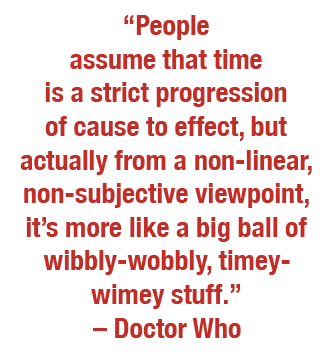 “People
assume that time
is a strict progression
of cause to effect, but
actually from a non-linear,
non-subjective viewpoint,
it’s more like a big ball of
wibbly-wobbly, timey-
wimey stuff.”
– Doctor Who